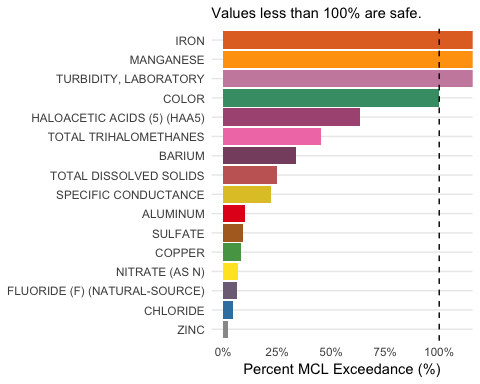 Values less than 100% are safe.
IRON
MANGANESE
TURBIDITY, LABORATORY
COLOR
HALOACETIC ACIDS (5) (HAA5)
TOTAL TRIHALOMETHANES
BARIUM
TOTAL DISSOLVED SOLIDS
SPECIFIC CONDUCTANCE
ALUMINUM
SULFATE
COPPER
NITRATE (AS N)
FLUORIDE (F) (NATURAL-SOURCE)
CHLORIDE
ZINC
0% 25% 50% 75% 100%
Percent MCL Exceedance (%)